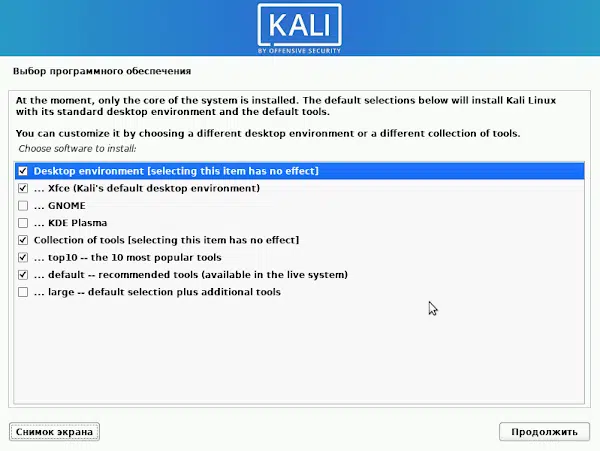 KALI
BY OFFENSIVE SECURITY
Выбор программного обеспечения
At the moment, only the core of the system is installed. The default selections below will install Kali Linux
with its standard desktop environment and the default tools.
You can customize it by choosing a different desktop environment or a different collection of tools.
Choose software to install:
Desktop environment [selecting this item has no effect]
... Xfce (Kali's default desktop environment)
... GNOME
... KDE Plasma
Collection of tools [selecting this item has no effect]
... top10 -- the 10 most popular tools
... default -- recommended tools (available in the live system)
... large -- default selection plus additional tools
Снимок экрана
Продолжить